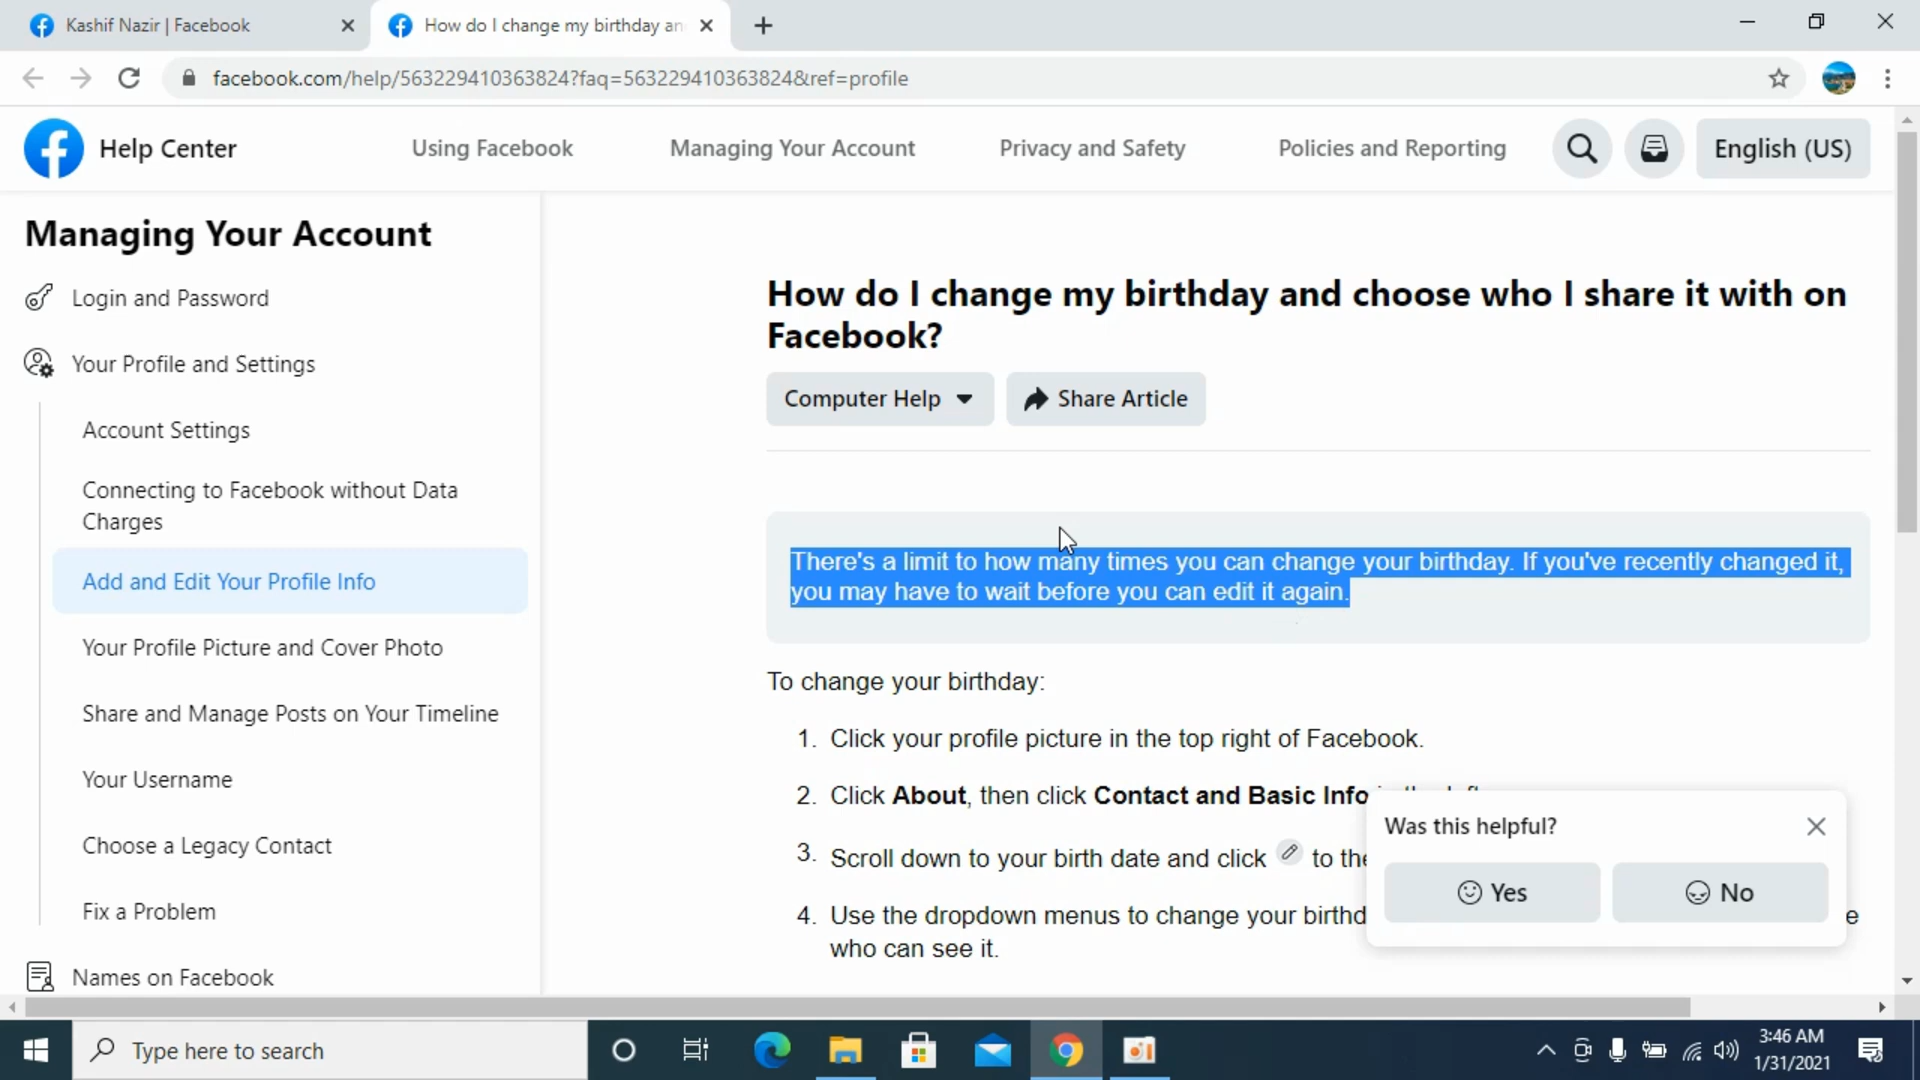 Kashif Nazir | Facebook
How do I change my birthday an
facebook.com/help/563229410363824?faq=563229410363824&ref=profile
Help Center
Using Facebook
Managing Your Account
Privacy and Safety
Policies and Reporting
English (US)
Managing Your Account
Login and Password
Your Profile and Settings
Account Settings
Connecting to Facebook without Data
Charges
Add and Edit Your Profile Info
Your Profile Picture and Cover Photo
Share and Manage Posts on Your Timeline
Your Username
Choose a Legacy Contact
Fix a Problem
Names on Facebook
How do I change my birthday and choose who I share it with on
Facebook?
Computer Help
Share Article
There's a limit to how many times you can change your birthday. If you've recently changed it,
you may have to wait before you can edit it again.
To change your birthday:
1. Click your profile picture in the top right of Facebook.
2. Click About, then click Contact and Basic Info
3. Scroll down to your birth date and click to the
4. Use the dropdown menus to change your birthd
who can see it.
Was this helpful?
Yes
No
Type here to search
3:46 AM
1/31/2021